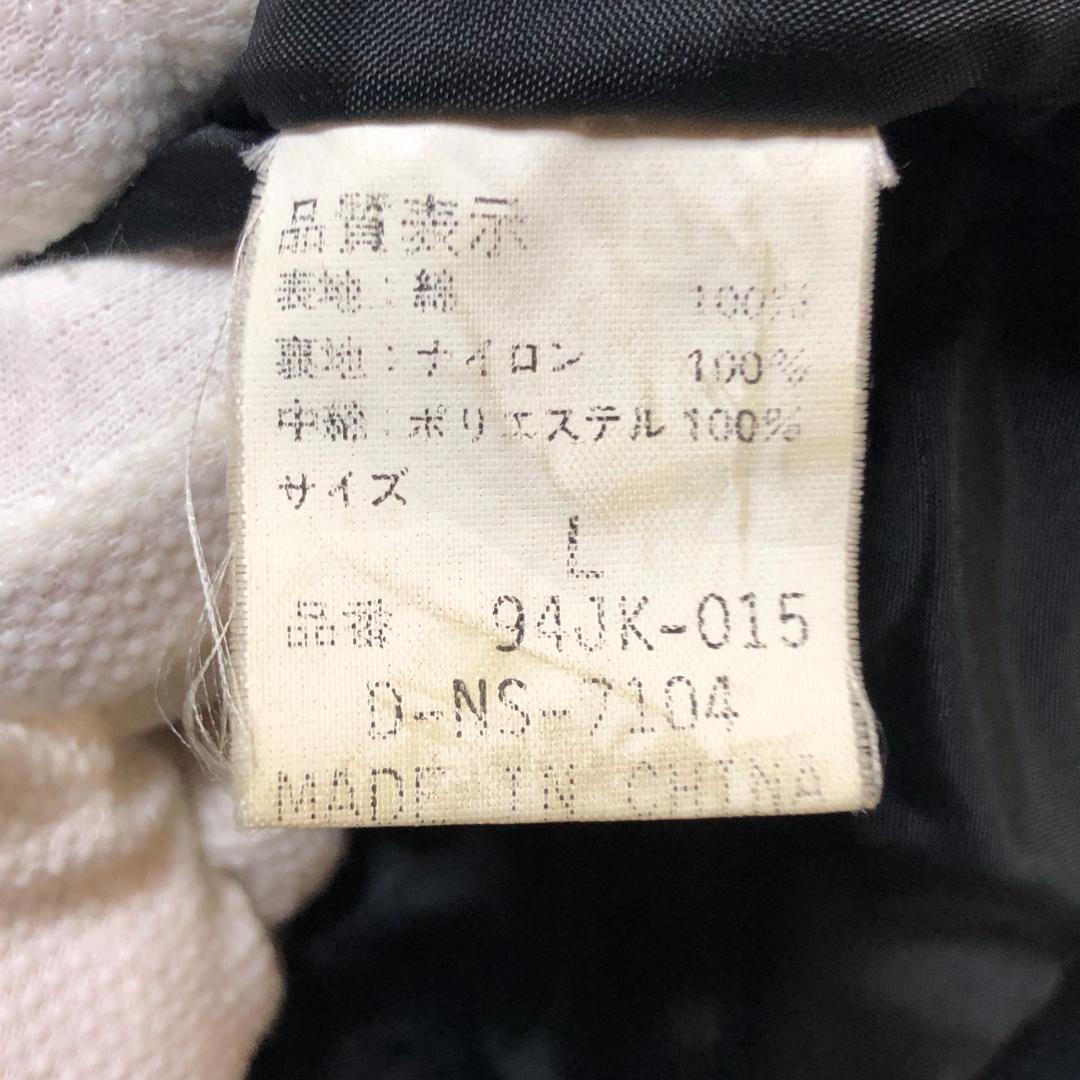 品質表示
表地：綿 100%
裏地：ナイロン 100%
中綿：ポリエステル 100%
サイズ
L
品番 94JK-015
D-NS-7104
MADE IN CHINA